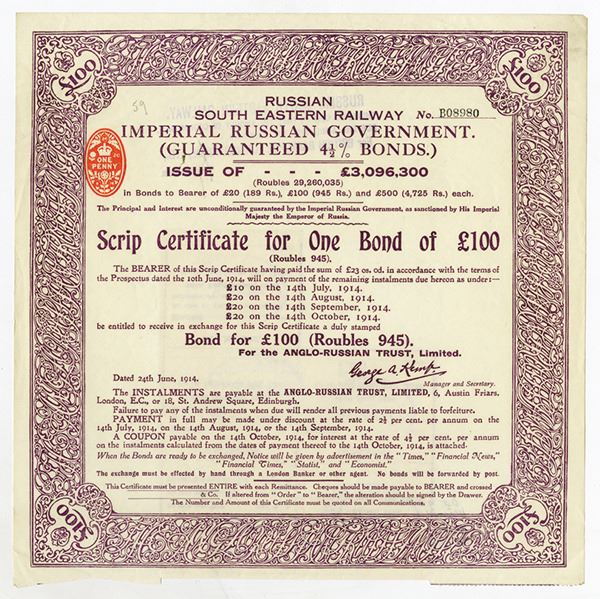 £100
£100
59
RUSSIAN
SOUTH EASTERN RAILWAY No. B08980
IMPERIAL RUSSIAN GOVERNMENT.
(GUARANTEED 4½% BONDS.)
ONE
PENNY
ISSUE OF - - - £3,096,300
(Roubles 29,260,035)
in Bonds to Bearer of £20 (189 Rs.), £100 (945 Rs.) and £500 (4,725 Rs.) each.
The Principal and Interest are unconditionally guaranteed by the Imperial Russian Government, as sanctioned by His Imperial
Majesty the Emperor of Russia.
Scrip Certificate for One Bond of £100
(Roubles 945).
The BEARER of this Scrip Certificate having paid the sum of £23 0s. 0d. in accordance with the terms of
the Prospectus dated the 10th June, 1914, will on payment of the remaining instalments due hereon as under:—
£10 on the 14th July, 1914.
£20 on the 14th August, 1914.
£20 on the 14th September, 1914.
£20 on the 14th October, 1914.
be entitled to receive in exchange for this Scrip Certificate a duly stamped
Bond for £100 (Roubles 945).
For the ANGLO-RUSSIAN TRUST, Limited.
George A. Kemp
Manager and Secretary.
Dated 24th June, 1914.
The INSTALMENTS are payable at the ANGLO-RUSSIAN TRUST, LIMITED, 6, Austin Friars,
London, E.C., or 18, St. Andrew Square, Edinburgh.
Failure to pay any of the instalments when due will render all previous payments liable to forfeiture.
PAYMENT in full may be made under discount at the rate of 2½ per cent. per annum on the
14th July, 1914, on the 14th August, 1914, or the 14th September, 1914.
A COUPON payable on the 14th October, 1914, for interest at the rate of 4½ per cent. per annum
on the instalments calculated from the dates of payment thereof to the 14th October, 1914, is attached.
When the Bonds are ready to be exchanged, Notice will be given by advertisement in the "Times," "Financial News,"
"Financial Times," "Statist," and "Economist."
The exchange must be effected by hand through a London Banker or other agent. No bonds will be forwarded by post.
This Certificate must be presented ENTIRE with each Remittance. Cheques should be made payable to BEARER and crossed
& Co. If altered from "Order" to "Bearer," the alteration should be signed by the Drawer.
The Number and Amount of this Certificate must be quoted on all Communications.
£100
£100